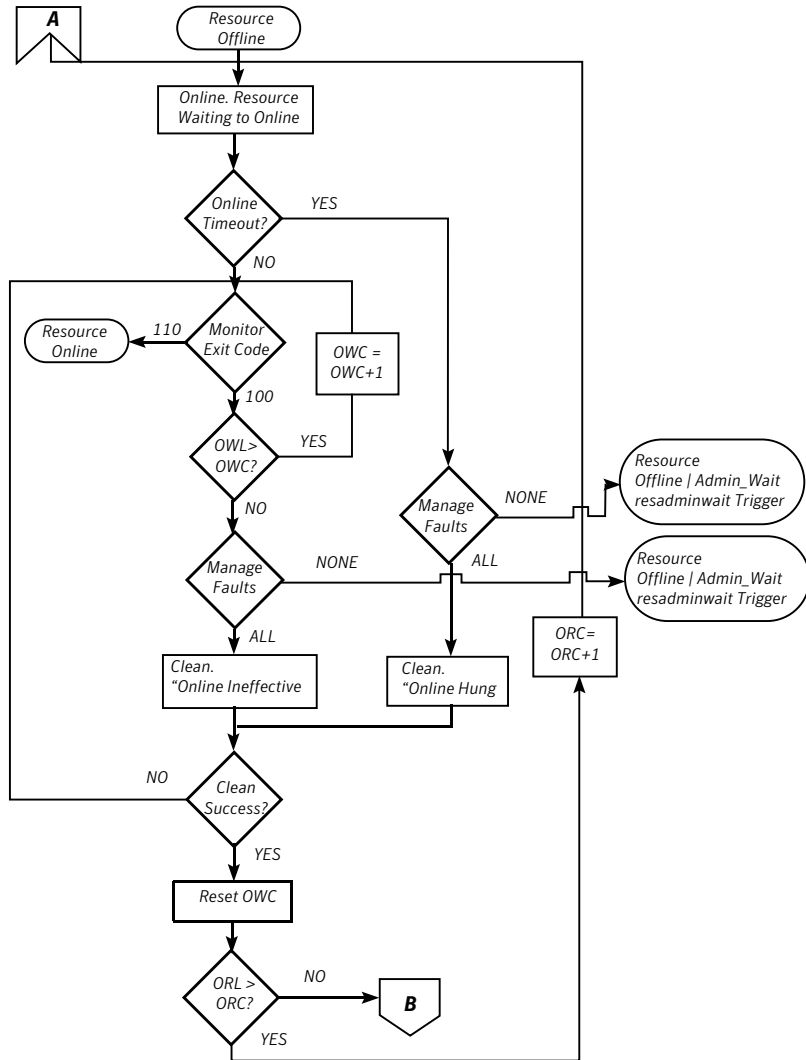 A
Resource
Offline
Online. Resource
Waiting to Online
Online
Timeout?
YES
NO
Resource
Online
110
Monitor
Exit Code
OWC =
OWC+1
100
OWL>
OWC?
YES
NO
Manage
Faults
NONE
Resource
Offline | Admin_Wait
resadminwait Trigger
ALL
Manage
Faults
NONE
Resource
Offline | Admin_Wait
resadminwait Trigger
ALL
ORC=
ORC+1
Clean.
“Online Ineffective
Clean.
“Online Hung
NO
Clean
Success?
YES
Reset OWC
ORL >
ORC?
NO
B
YES